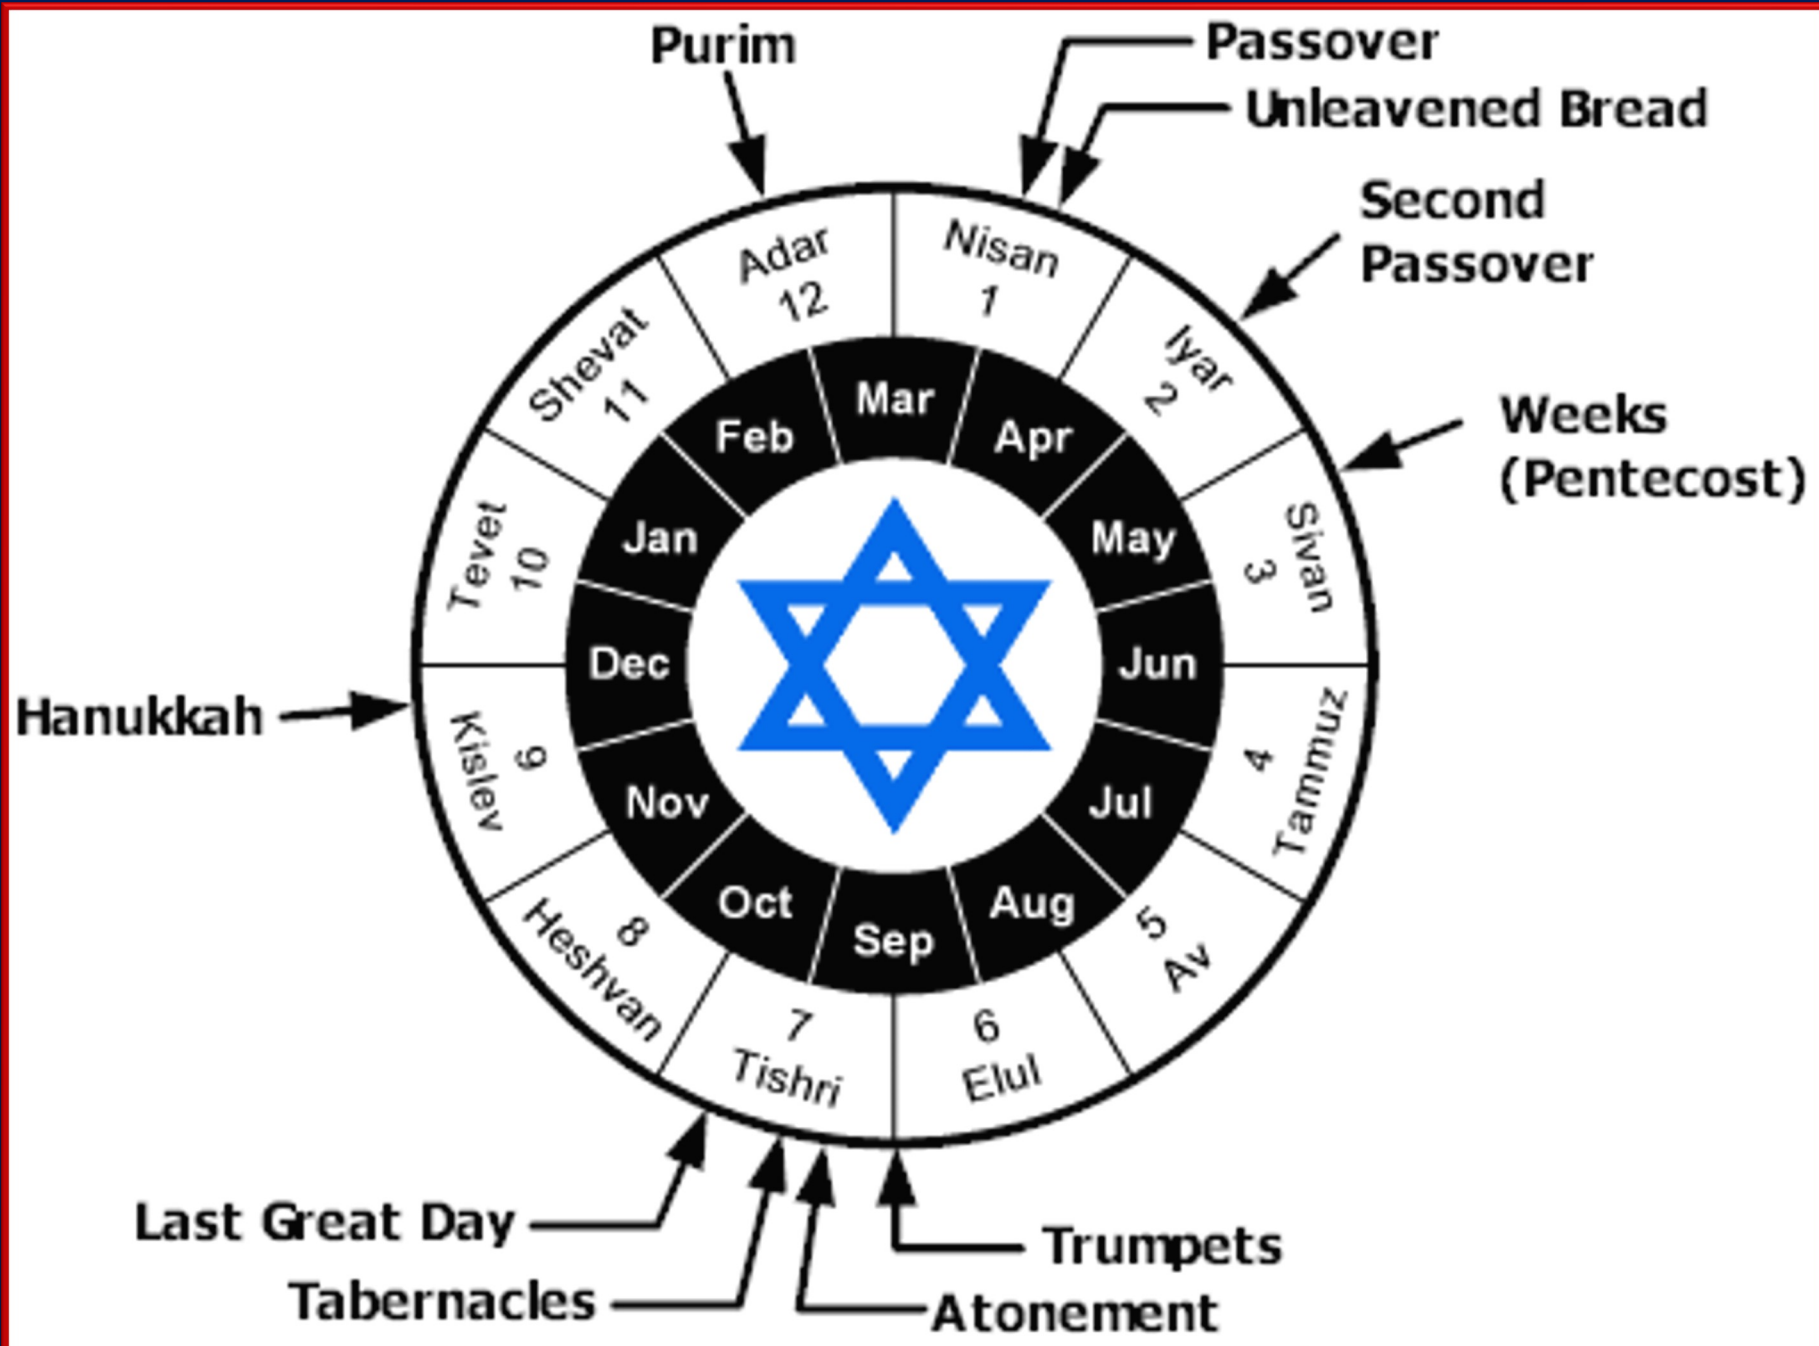 Purim
Passover
Unleavened Bread
Second
Passover
Weeks
(Pentecost)
Hanukkah
Last Great Day
Tabernacles
Trumpets
Atonement
Nisan
1
Iyar
2
Sivan
3
Tammuz
4
Av
5
Elul
6
Tishri
7
Heshvan
8
Kislev
9
Tevet
10
Shevat
11
Adar
12
Mar
Apr
May
Jun
Jul
Aug
Sep
Oct
Nov
Dec
Jan
Feb